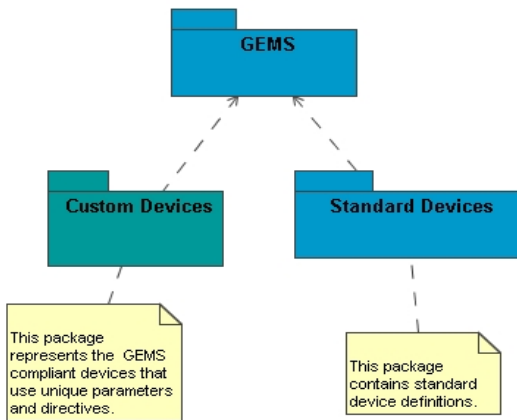 GEMS
Custom Devices
Standard Devices
This package
represents the GEMS
compliant devices that
use unique parameters
and directives.
This package
contains standard
device definitions.